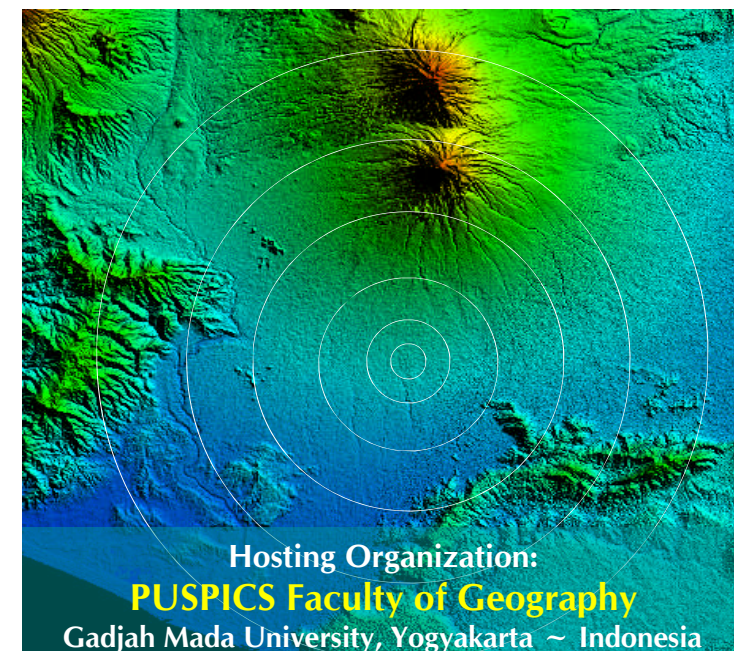 Hosting Organization:
PUSPICS Faculty of Geography
Gadjah Mada University, Yogyakarta ~ Indonesia